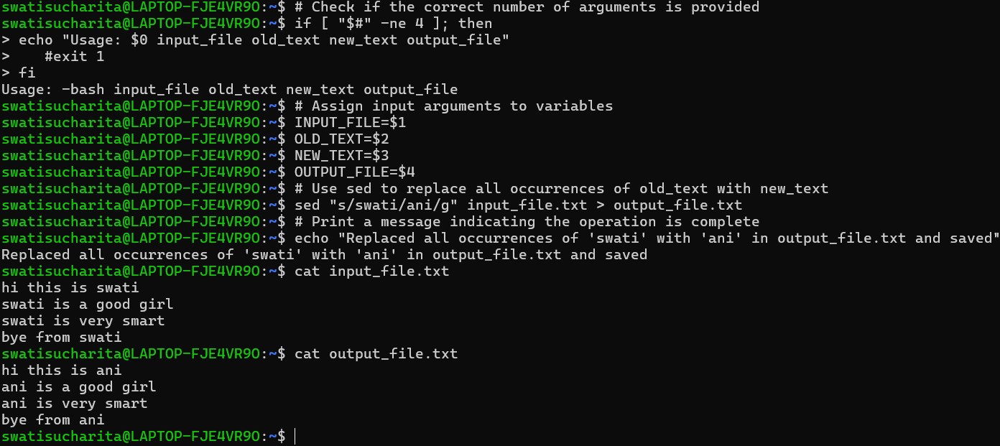 swatisucharita@LAPTOP-FJE4VR9O:~$ # Check if the correct number of arguments is provided
swatisucharita@LAPTOP-FJE4VR9O:~$ if [ "$#" -ne 4 ]; then
> echo "Usage: $0 input_file old_text new_text output_file"
>    #exit 1
> fi
Usage: -bash input_file old_text new_text output_file
swatisucharita@LAPTOP-FJE4VR9O:~$ # Assign input arguments to variables
swatisucharita@LAPTOP-FJE4VR9O:~$ INPUT_FILE=$1
swatisucharita@LAPTOP-FJE4VR9O:~$ OLD_TEXT=$2
swatisucharita@LAPTOP-FJE4VR9O:~$ NEW_TEXT=$3
swatisucharita@LAPTOP-FJE4VR9O:~$ OUTPUT_FILE=$4
swatisucharita@LAPTOP-FJE4VR9O:~$ # Use sed to replace all occurrences of old_text with new_text
swatisucharita@LAPTOP-FJE4VR9O:~$ sed "s/swati/ani/g" input_file.txt > output_file.txt
swatisucharita@LAPTOP-FJE4VR9O:~$ # Print a message indicating the operation is complete
swatisucharita@LAPTOP-FJE4VR9O:~$ echo "Replaced all occurrences of 'swati' with 'ani' in output_file.txt and saved"
Replaced all occurrences of 'swati' with 'ani' in output_file.txt and saved
swatisucharita@LAPTOP-FJE4VR9O:~$ cat input_file.txt
hi this is swati
swati is a good girl
swati is very smart
bye from swati
swatisucharita@LAPTOP-FJE4VR9O:~$ cat output_file.txt
hi this is ani
ani is a good girl
ani is very smart
bye from ani
swatisucharita@LAPTOP-FJE4VR9O:~$